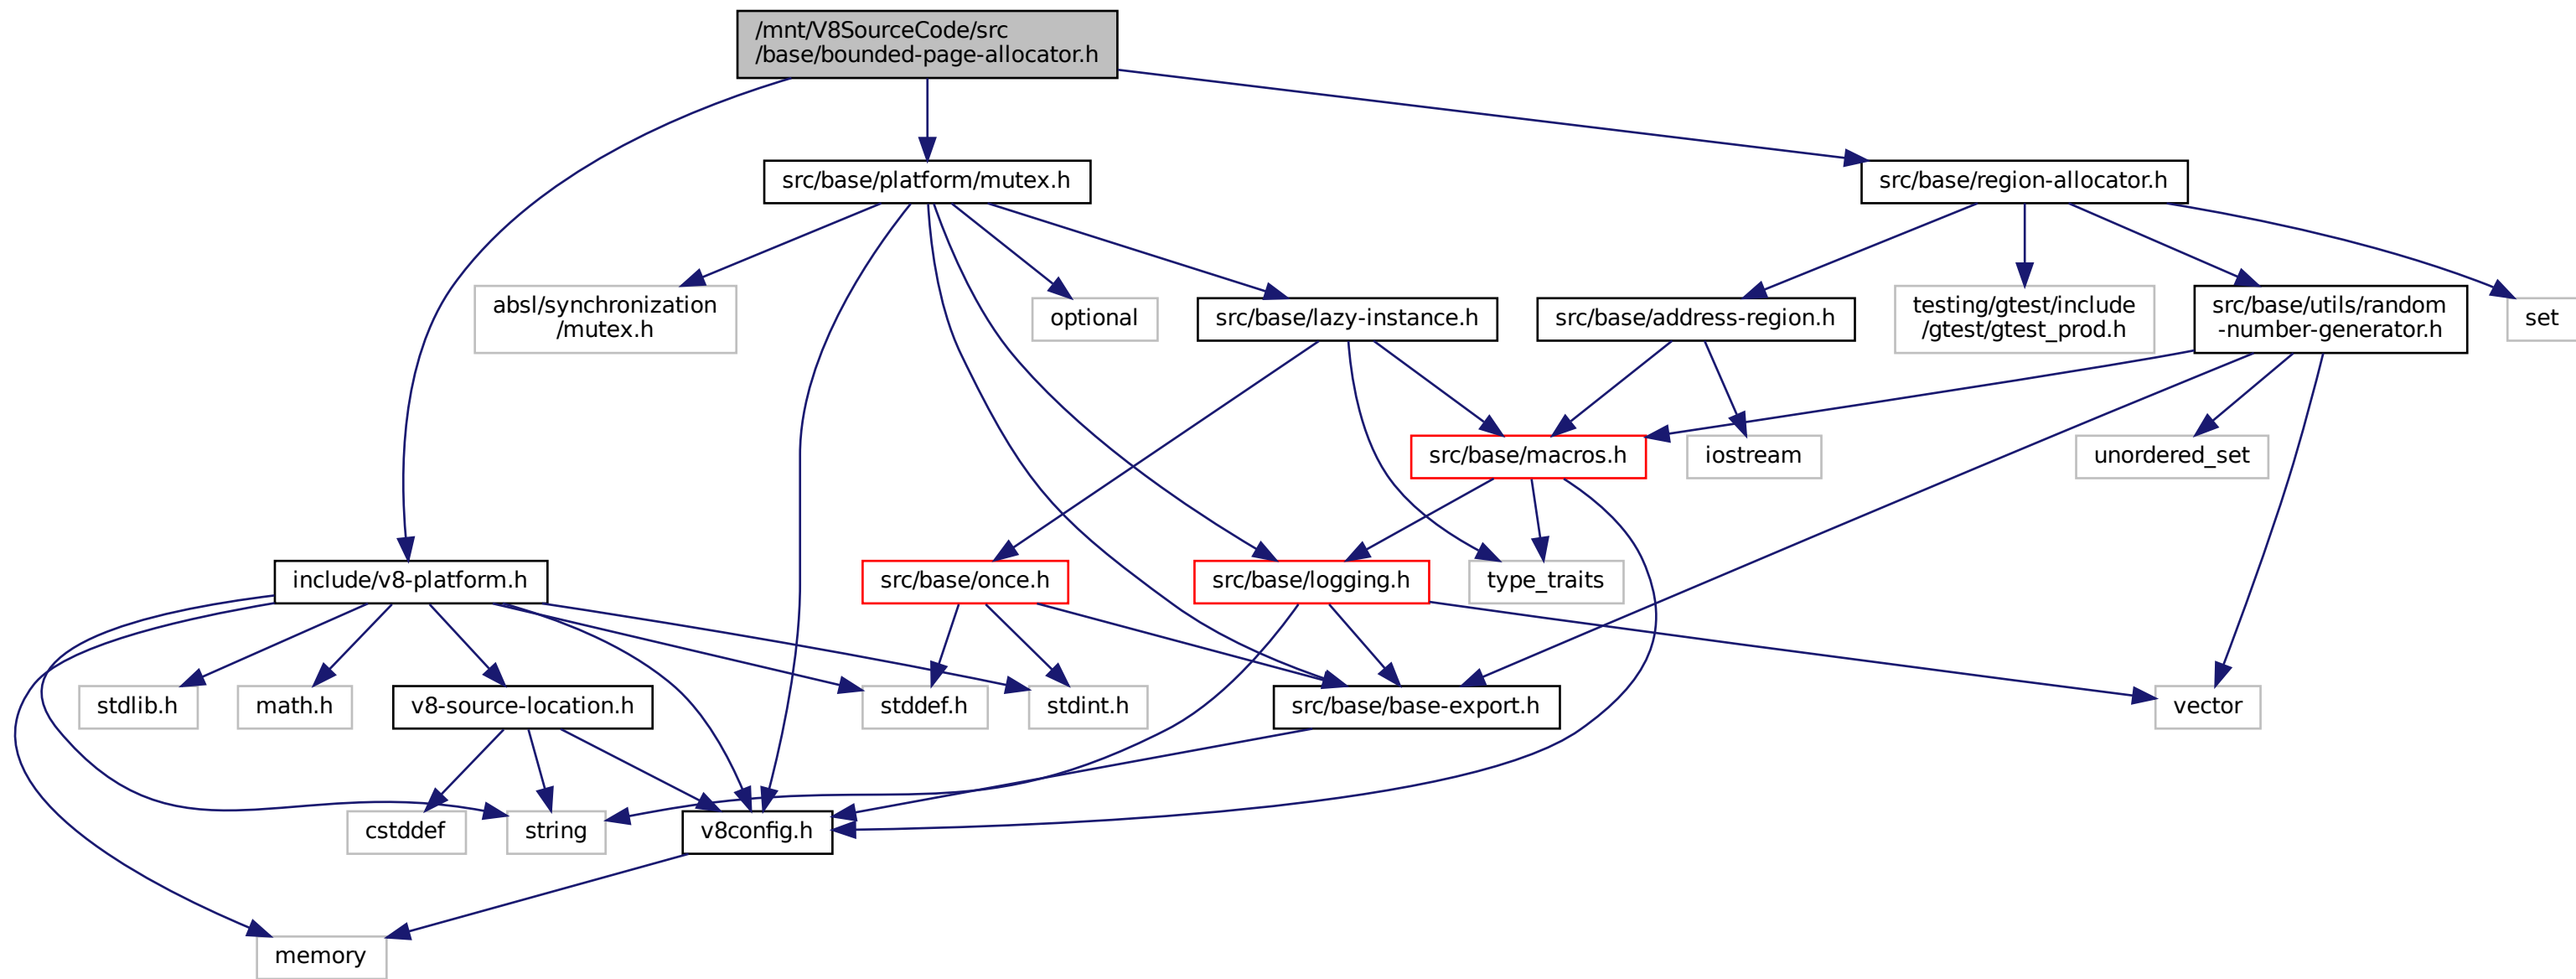 /mnt/V8SourceCode/src
/base/bounded-page-allocator.h
src/base/platform/mutex.h
src/base/region-allocator.h
absl/synchronization
/mutex.h
optional
src/base/lazy-instance.h
src/base/address-region.h
testing/gtest/include
/gtest/gtest_prod.h
src/base/utils/random
-number-generator.h
set
src/base/macros.h
iostream
unordered_set
include/v8-platform.h
src/base/once.h
src/base/logging.h
type_traits
stdlib.h
math.h
v8-source-location.h
stddef.h
stdint.h
src/base/base-export.h
vector
cstddef
string
v8config.h
memory